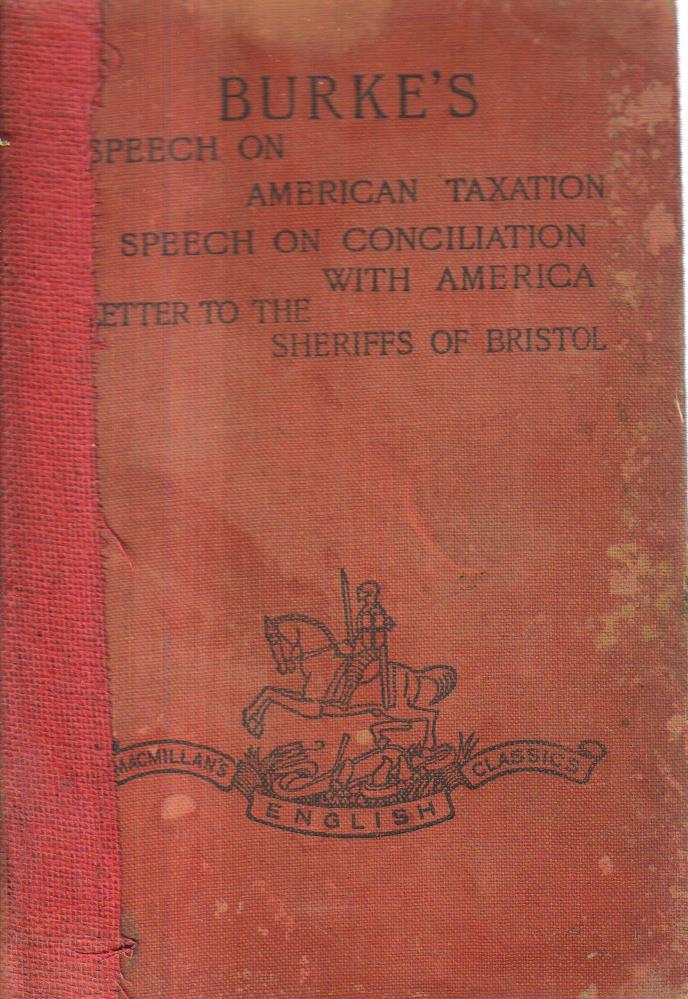 BURKE'S
SPEECH ON
AMERICAN TAXATION
SPEECH ON CONCILIATION
WITH AMERICA
LETTER TO THE
SHERIFFS OF BRISTOL
MACMILLAN'S
ENGLISH
CLASSICS